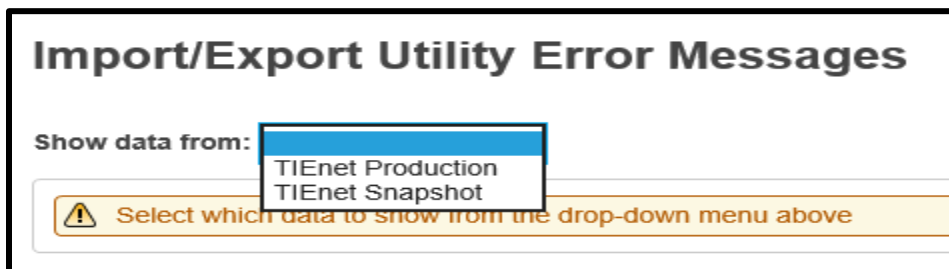 Import/Export Utility Error Messages
Show data from:
TIEnet Production
TIEnet Snapshot
Select which data to show from the drop-down menu above